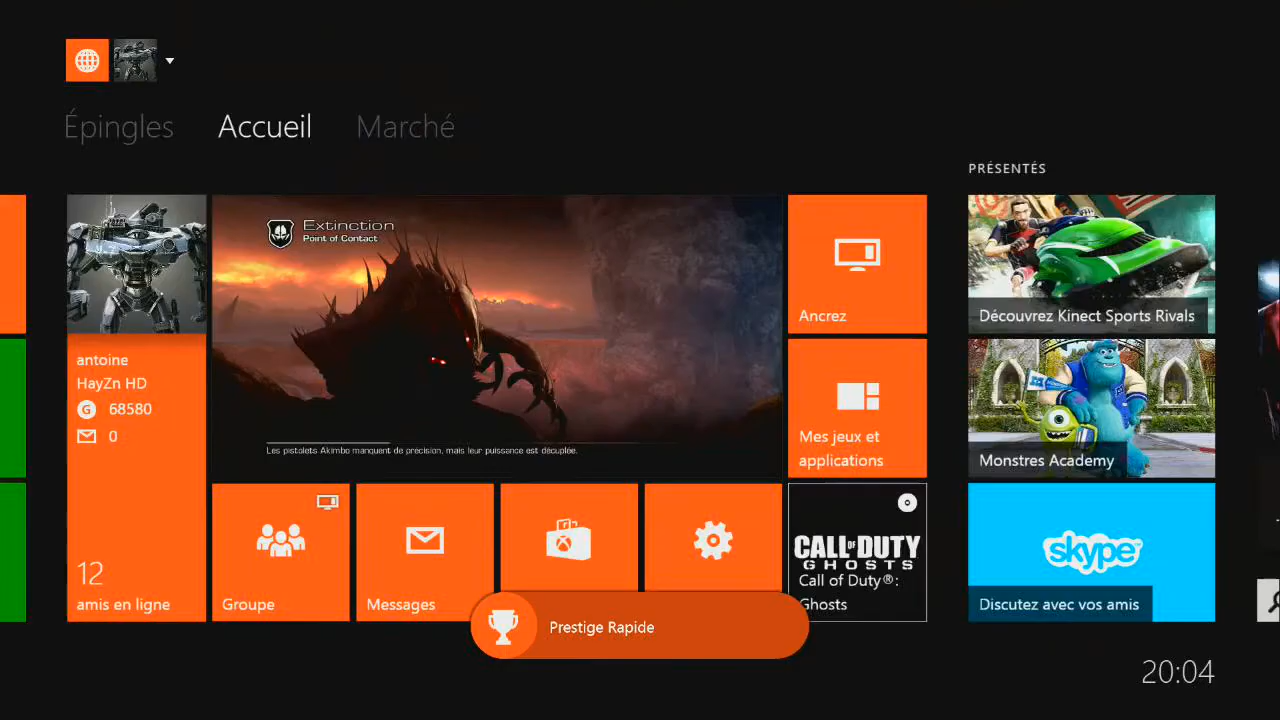 Épingles
Accueil
Marché
PRÉSENTÉS
Extinction
Point of Contact
Les pistolets Akimbo manquent de précision, mais leur puissance est décuplée.
antoine
HayZn HD
G 68580
0
12
amis en ligne
Groupe
Messages
Ancrez
Mes jeux et
applications
CALL OF DUTY
GHOSTS
Call of Duty®:
Ghosts
Découvrez Kinect Sports Rivals
Monstres Academy
skype
Discutez avec vos amis
Prestige Rapide
20:04